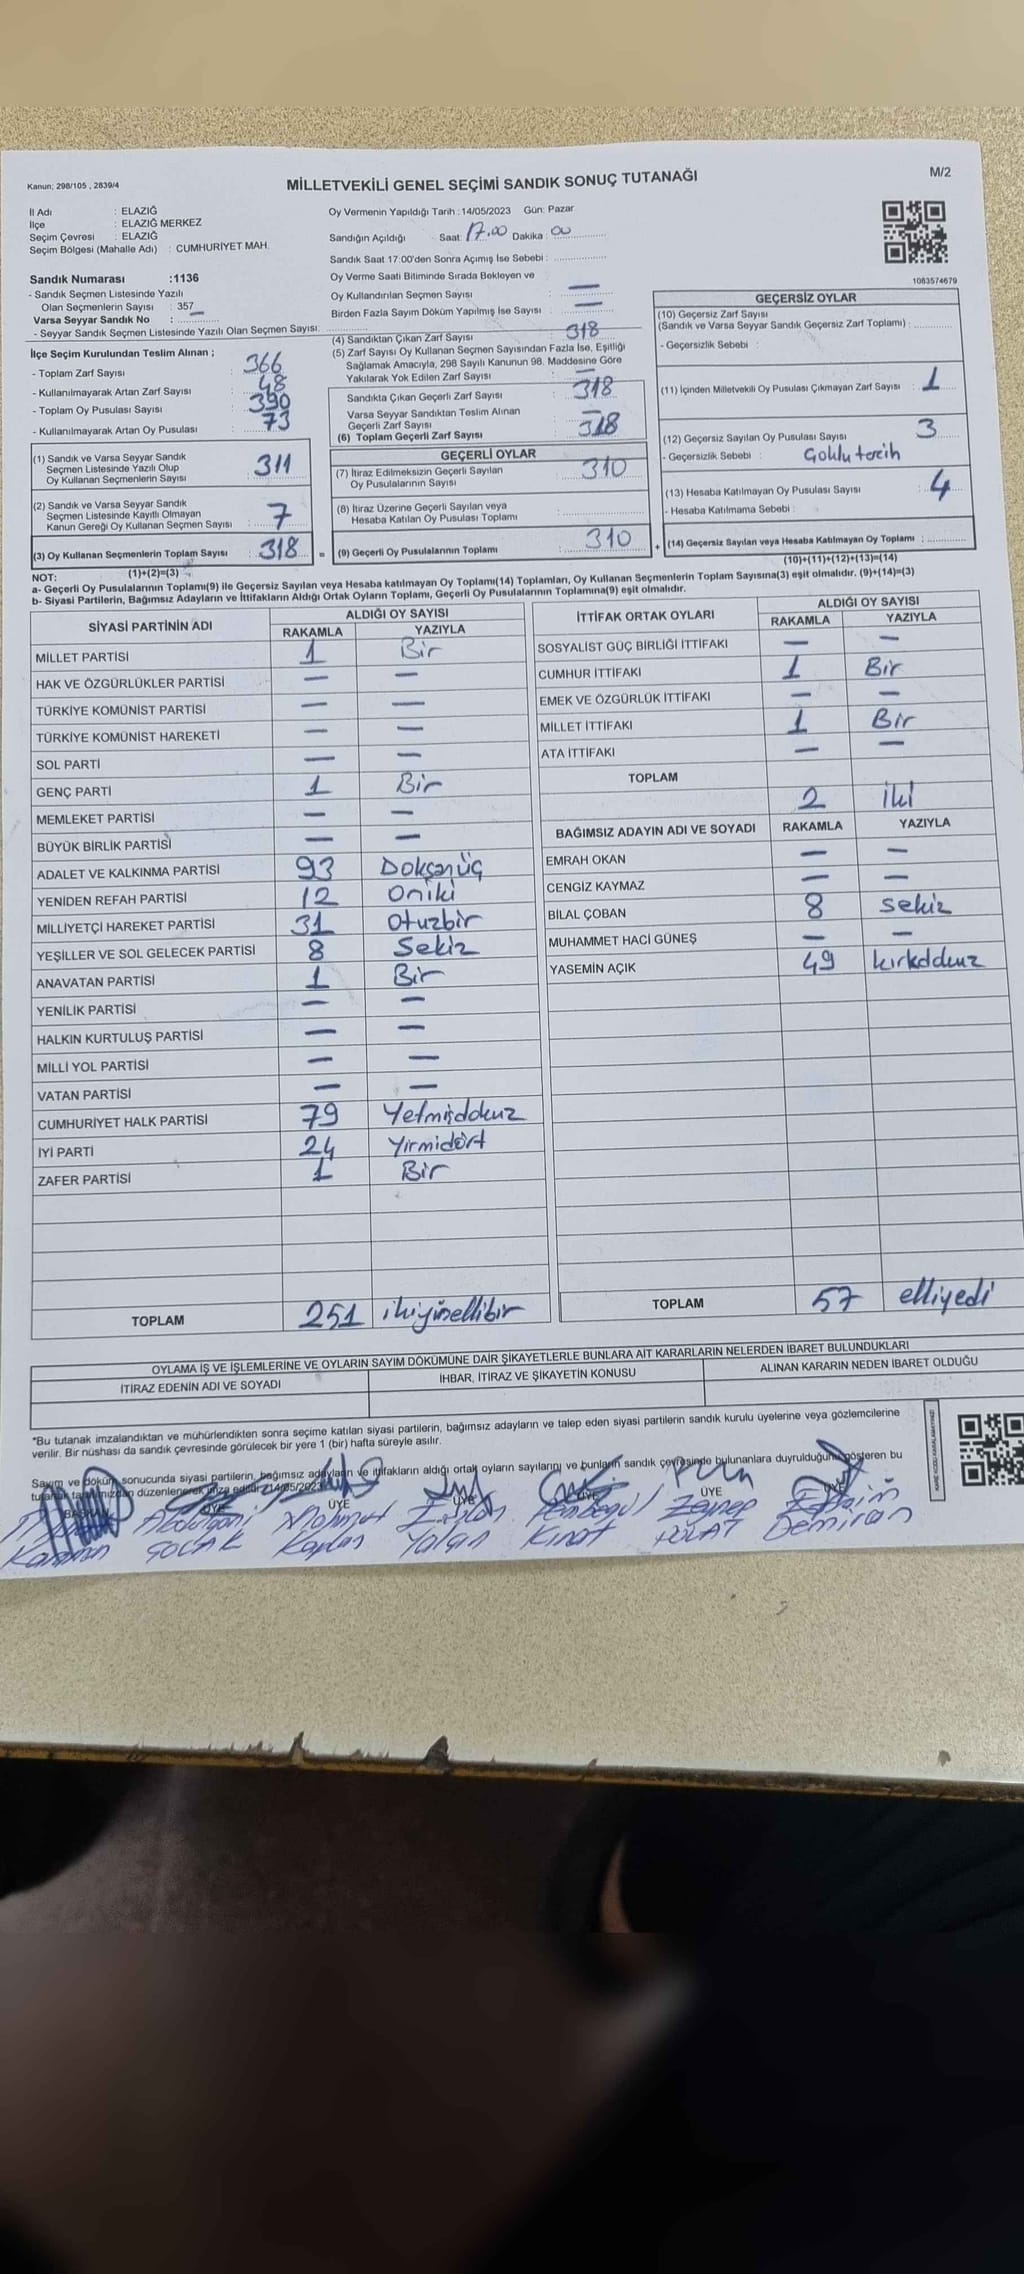 Kanun; 298/105 , 2839/4
MİLLETVEKİLİ GENEL SEÇİMİ SANDIK SONUÇ TUTANAĞI
M/2
İl Adı : ELAZIĞ
İlçe : ELAZIĞ MERKEZ
Seçim Çevresi : ELAZIĞ
Seçim Bölgesi (Mahalle Adı) : CUMHURİYET MAH.
Sandık Numarası :1136
- Sandık Seçmen Listesinde Yazılı
Olan Seçmenlerin Sayısı : 357
Varsa Seyyar Sandık No : —
- Seyyar Sandık Seçmen Listesinde Yazılı Olan Seçmen Sayısı:
Oy Vermenin Yapıldığı Tarih :14/05/2023 Gün: Pazar
Sandığın Açıldığı Saat: 17.00 Dakika: 00
Sandık Saat 17:00'den Sonra Açımış İse Sebebi :
Oy Verme Saati Bitiminde Sırada Bekleyen ve
Oy Kullandırılan Seçmen Sayısı —
Birden Fazla Sayım Döküm Yapılmış İse Sayısı : —
1083574679
İlçe Seçim Kurulundan Teslim Alınan ;
- Toplam Zarf Sayısı : 366
- Kullanılmayarak Artan Zarf Sayısı : 48
- Toplam Oy Pusulası Sayısı : 390
- Kullanılmayarak Artan Oy Pusulası : 73
(1) Sandık ve Varsa Seyyar Sandık
Seçmen Listesinde Yazılı Olup
Oy Kullanan Seçmenlerin Sayısı : 311
(2) Sandık ve Varsa Seyyar Sandık
Seçmen Listesinde Kayıtlı Olmayan
Kanun Gereği Oy Kullanan Seçmen Sayısı : 7
(3) Oy Kullanan Seçmenlerin Toplam Sayısı : 318
(1)+(2)=(3)
(4) Sandıktan Çıkan Zarf Sayısı : 318
(5) Zarf Sayısı Oy Kullanan Seçmen Sayısından Fazla İse, Eşitliği
Sağlamak Amacıyla, 298 Sayılı Kanunun 98. Maddesine Göre
Yakılarak Yok Edilen Zarf Sayısı : —
Sandıkta Çıkan Geçerli Zarf Sayısı : 318
Varsa Seyyar Sandıktan Teslim Alınan
Geçerli Zarf Sayısı : —
(6) Toplam Geçerli Zarf Sayısı : 318
GEÇERLİ OYLAR
(7) İtiraz Edilmeksizin Geçerli Sayılan
Oy Pusulalarının Sayısı : 310
(8) İtiraz Üzerine Geçerli Sayılan veya
Hesaba Katılan Oy Pusulası Toplamı :
= (9) Geçerli Oy Pusulalarının Toplamı : 310
GEÇERSİZ OYLAR
(10) Geçersiz Zarf Sayısı
(Sandık ve Varsa Seyyar Sandık Geçersiz Zarf Toplamı) :
- Geçersizlik Sebebi :
(11) İçinden Milletvekili Oy Pusulası Çıkmayan Zarf Sayısı : 1
(12) Geçersiz Sayılan Oy Pusulası Sayısı : 3
- Geçersizlik Sebebi : Çoklu tercih
(13) Hesaba Katılmayan Oy Pusulası Sayısı : 4
- Hesaba Katılmama Sebebi :
+ (14) Geçersiz Sayılan veya Hesaba Katılmayan Oy Toplamı :
(10)+(11)+(12)+(13)=(14)
NOT:
a- Geçerli Oy Pusulalarının Toplamı(9) ile Geçersiz Sayılan veya Hesaba katılmayan Oy Toplamı(14) Toplamları, Oy Kullanan Seçmenlerin Toplam Sayısına(3) eşit olmalıdır. (9)+(14)=(3)
b- Siyasi Partilerin, Bağımsız Adayların ve İttifakların Aldığı Ortak Oyların Toplamı, Geçerli Oy Pusulalarının Toplamına(9) eşit olmalıdır.
SİYASİ PARTİNİN ADI ALDIĞI OY SAYISI
RAKAMLA YAZIYLA
MİLLET PARTİSİ 1 Bir
HAK VE ÖZGÜRLÜKLER PARTİSİ — —
TÜRKİYE KOMÜNİST PARTİSİ — —
TÜRKİYE KOMÜNİST HAREKETİ — —
SOL PARTİ — —
GENÇ PARTİ 1 Bir
MEMLEKET PARTİSİ — —
BÜYÜK BİRLİK PARTİSİ — —
ADALET VE KALKINMA PARTİSİ 93 Doksanüç
YENİDEN REFAH PARTİSİ 12 Oniki
MİLLİYETÇİ HAREKET PARTİSİ 31 Otuzbir
YEŞİLLER VE SOL GELECEK PARTİSİ 8 Sekiz
ANAVATAN PARTİSİ 1 Bir
YENİLİK PARTİSİ — —
HALKIN KURTULUŞ PARTİSİ — —
MİLLİ YOL PARTİSİ — —
VATAN PARTİSİ — —
CUMHURİYET HALK PARTİSİ 79 Yetmişdokuz
İYİ PARTİ 24 Yirmidört
ZAFER PARTİSİ 1 Bir
TOPLAM 251 ikiyüzellibir
İTTİFAK ORTAK OYLARI ALDIĞI OY SAYISI
RAKAMLA YAZIYLA
SOSYALİST GÜÇ BİRLİĞİ İTTİFAKI — —
CUMHUR İTTİFAKI 1 Bir
EMEK VE ÖZGÜRLÜK İTTİFAKI — —
MİLLET İTTİFAKI 1 Bir
ATA İTTİFAKI — —
TOPLAM 2 iki
BAĞIMSIZ ADAYIN ADI VE SOYADI RAKAMLA YAZIYLA
EMRAH OKAN — —
CENGİZ KAYMAZ — —
BİLAL ÇOBAN 8 sekiz
MUHAMMET HACİ GÜNEŞ — —
YASEMİN AÇIK 49 kırkdokuz
TOPLAM 57 elliyedi
OYLAMA İŞ VE İŞLEMLERİNE VE OYLARIN SAYIM DÖKÜMÜNE DAİR ŞİKAYETLERLE BUNLARA AİT KARARLARIN NELERDEN İBARET BULUNDUKLARI
İTİRAZ EDENİN ADI VE SOYADI İHBAR, İTİRAZ VE ŞİKAYETİN KONUSU ALINAN KARARIN NEDEN İBARET OLDUĞU
*Bu tutanak imzalandıktan ve mühürlendikten sonra seçime katılan siyasi partilerin, bağımsız adayların ve talep eden siyasi partilerin sandık kurulu üyelerine veya gözlemcilerine
verilir. Bir nüshası da sandık çevresinde görülecek bir yere 1 (bir) hafta süreyle asılır.
Sayım ve döküm sonucunda siyasi partilerin, bağımsız adayların ve ittifakların aldığı ortak oyların sayılarını ve bunların sandık çevresinde bulunanlara duyrulduğunu gösteren bu
tutanak tarafımızdan düzenlenerek imza edildi. 14/05/2023
BAŞKAN ÜYE ÜYE ÜYE ÜYE ÜYE ÜYE
Abdulgani Mahmut Zeynep
Kaplan Yalçın Kınat POLAT Demiran